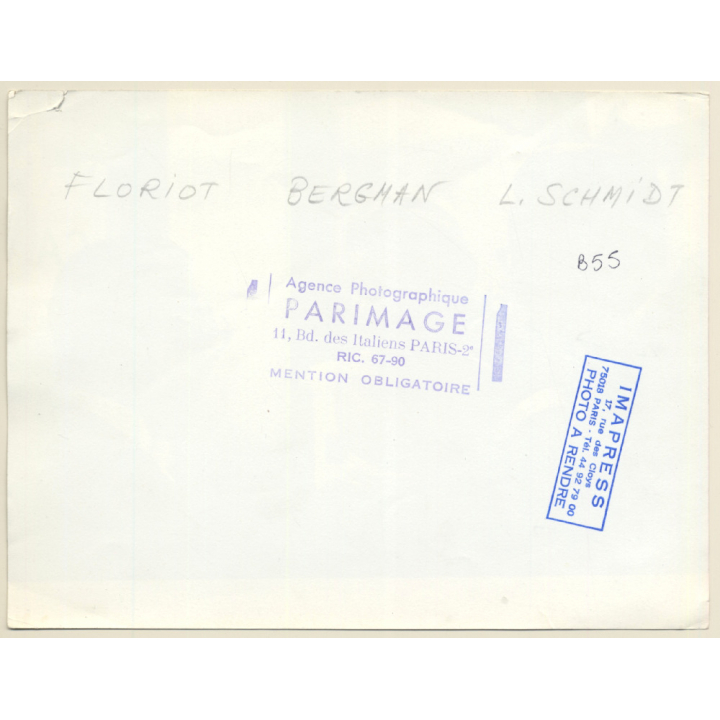 FLORIOT BERGMAN L. SCHMIDT
B55
Agence Photographique
PARIMAGE
11, Bd. des Italiens PARIS-2e
RIC. 67-90
MENTION OBLIGATOIRE
IMAPRESS
17, rue des Cloys
75018 PARIS - Tél. 44 92 79 00
PHOTO A RENDRE